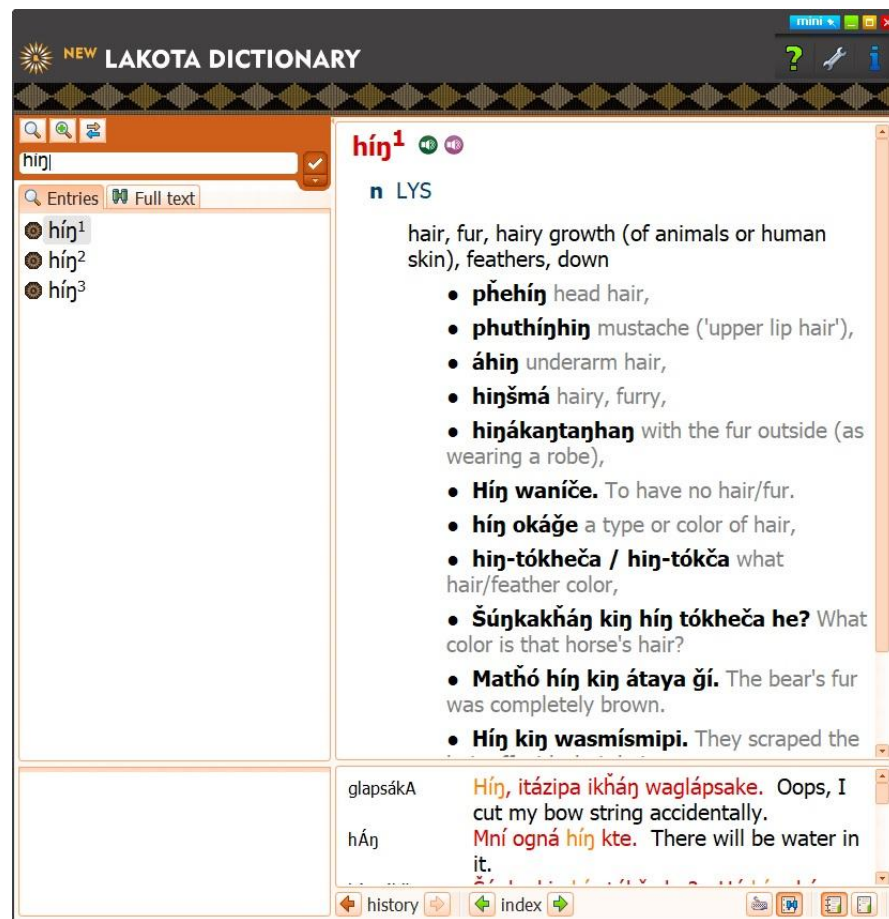 mini
NEW LAKOTA DICTIONARY
hiŋ
Entries Full text
híŋ1
híŋ2
híŋ3
híŋ1
n LYS
hair, fur, hairy growth (of animals or human
skin), feathers, down
• pȟehíŋ head hair,
• phuthíŋhiŋ mustache ('upper lip hair'),
• áhiŋ underarm hair,
• hiŋšmá hairy, furry,
• hiŋákaŋtaŋhaŋ with the fur outside (as
wearing a robe),
• Híŋ waníče. To have no hair/fur.
• híŋ okáǧe a type or color of hair,
• hiŋ-tókheča / hiŋ-tókča what
hair/feather color,
• Šúŋkakȟáŋ kiŋ híŋ tókheča he? What
color is that horse's hair?
• Matȟó híŋ kiŋ átaya ǧí. The bear's fur
was completely brown.
• Híŋ kiŋ wasmísmipi. They scraped the
glapsákA Híŋ, itázipa ikȟáŋ waglápsake. Oops, I
cut my bow string accidentally.
hÁŋ Mní ogná híŋ kte. There will be water in
it.
history index